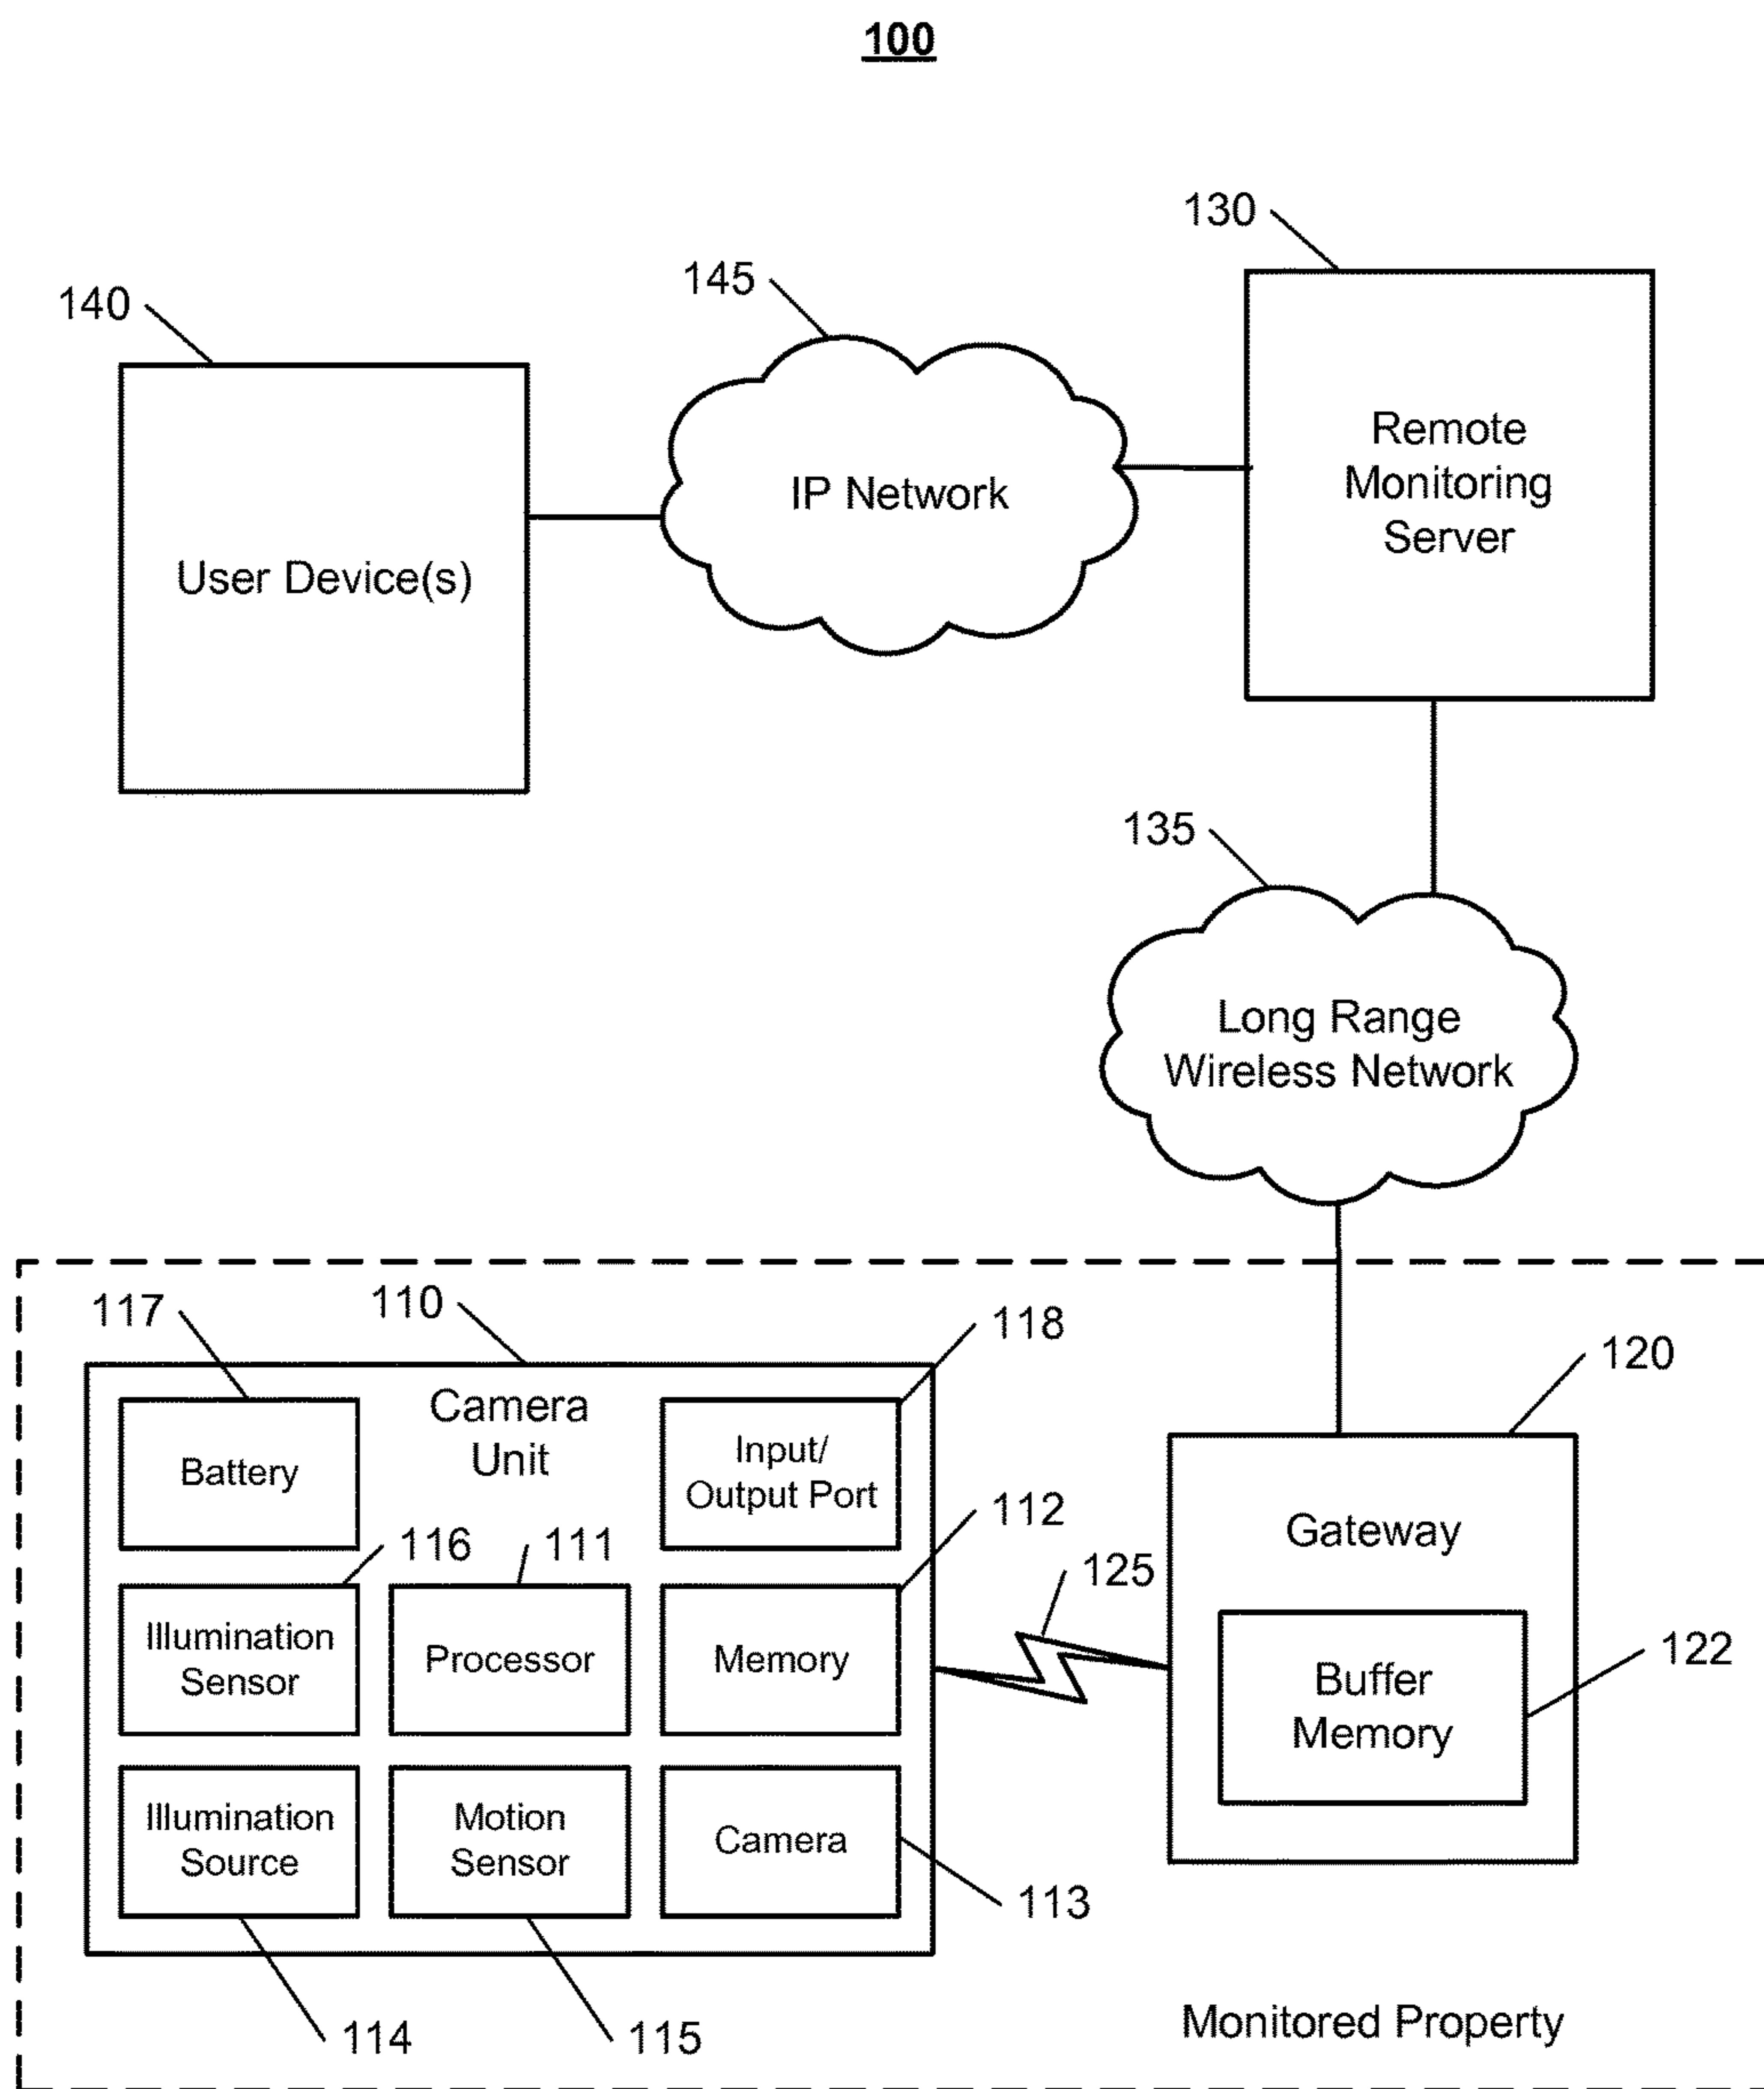 100
130
145
140
Remote
Monitoring
Server
IP Network
User Device(s)
135
Long Range
Wireless Network
117
110
118
120
Camera
Unit
Battery
Input/
Output Port
112
116
111
125
Gateway
Illumination
Sensor
Processor
Memory
122
Buffer
Memory
Illumination
Source
Motion
Sensor
Camera
113
114
115
Monitored Property